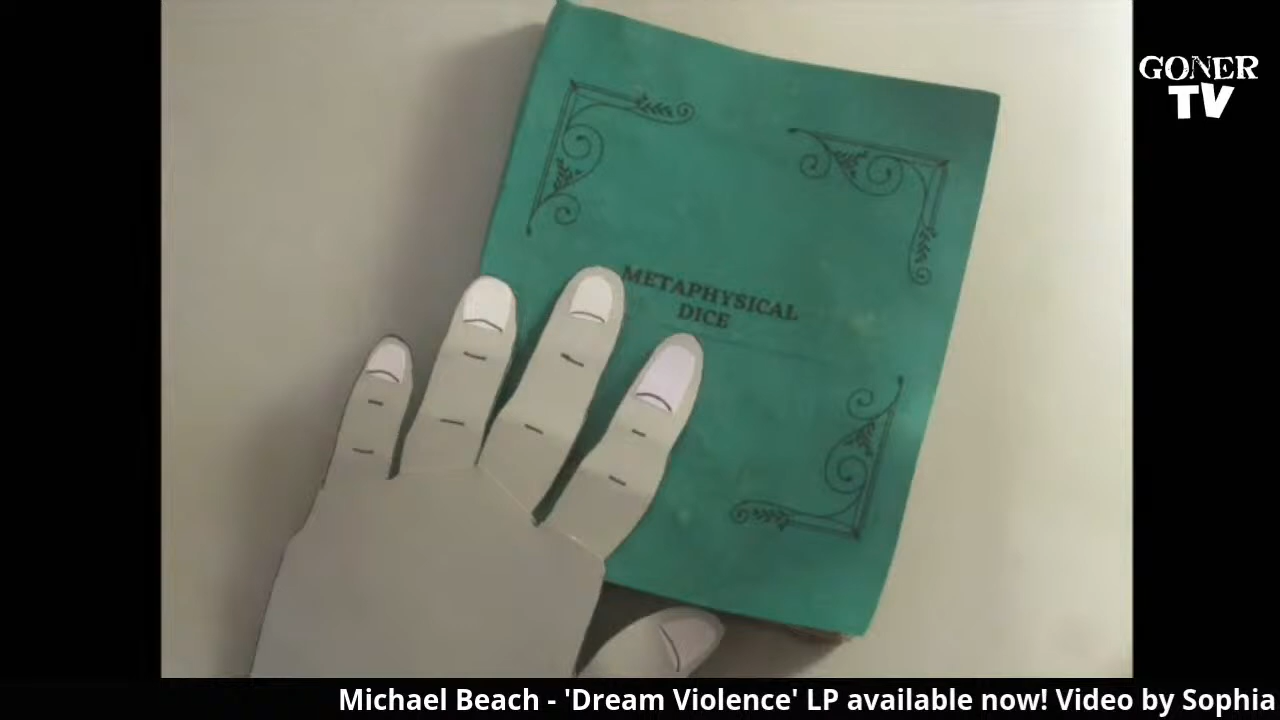 GONER
TV
METAPHYSICAL
DICE
Michael Beach - 'Dream Violence' LP available now! Video by Sophia